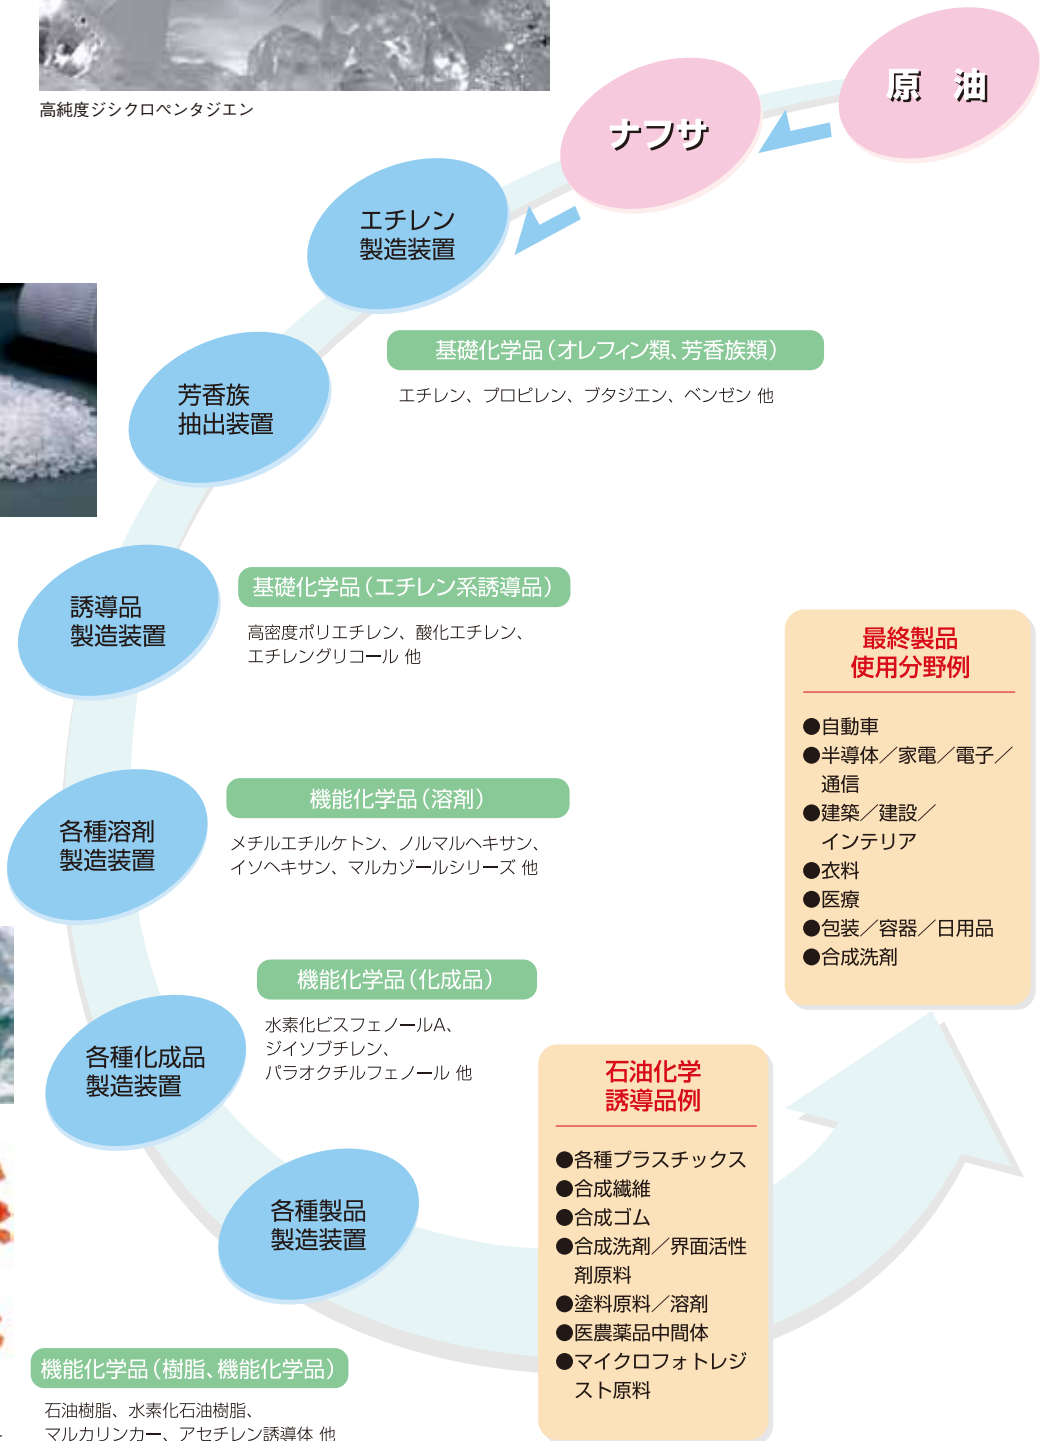 高純度ジシクロペンタジエン
原 油
ナフサ
エチレン
製造装置
基礎化学品(オレフィン類、芳香族類)
エチレン、プロピレン、ブタジエン、ベンゼン 他
芳香族
抽出装置
誘導品
製造装置
基礎化学品(エチレン系誘導品)
高密度ポリエチレン、酸化エチレン、
エチレングリコール 他
各種溶剤
製造装置
機能化学品(溶剤)
メチルエチルケトン、ノルマルヘキサン、
イソヘキサン、マルカゾールシリーズ 他
各種化成品
製造装置
機能化学品(化成品)
水素化ビスフェノールA、
ジイソブチレン、
パラオクチルフェノール 他
各種製品
製造装置
機能化学品(樹脂、機能化学品)
石油樹脂、水素化石油樹脂、
マルカリンカー、アセチレン誘導体 他
石油化学
誘導品例
●各種プラスチックス
●合成繊維
●合成ゴム
●合成洗剤／界面活性
剤原料
●塗料原料／溶剤
●医農薬品中間体
●マイクロフォトレジ
スト原料
最終製品
使用分野例
●自動車
●半導体／家電／電子／
通信
●建築／建設／
インテリア
●衣料
●医療
●包装／容器／日用品
●合成洗剤